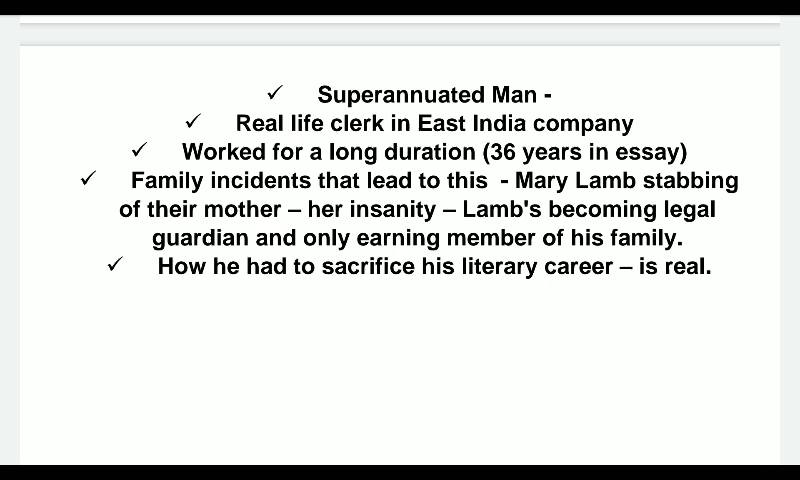 ✓ Superannuated Man -
✓ Real life clerk in East India company
✓ Worked for a long duration (36 years in essay)
✓ Family incidents that lead to this - Mary Lamb stabbing
of their mother – her insanity – Lamb's becoming legal
guardian and only earning member of his family.
✓ How he had to sacrifice his literary career – is real.